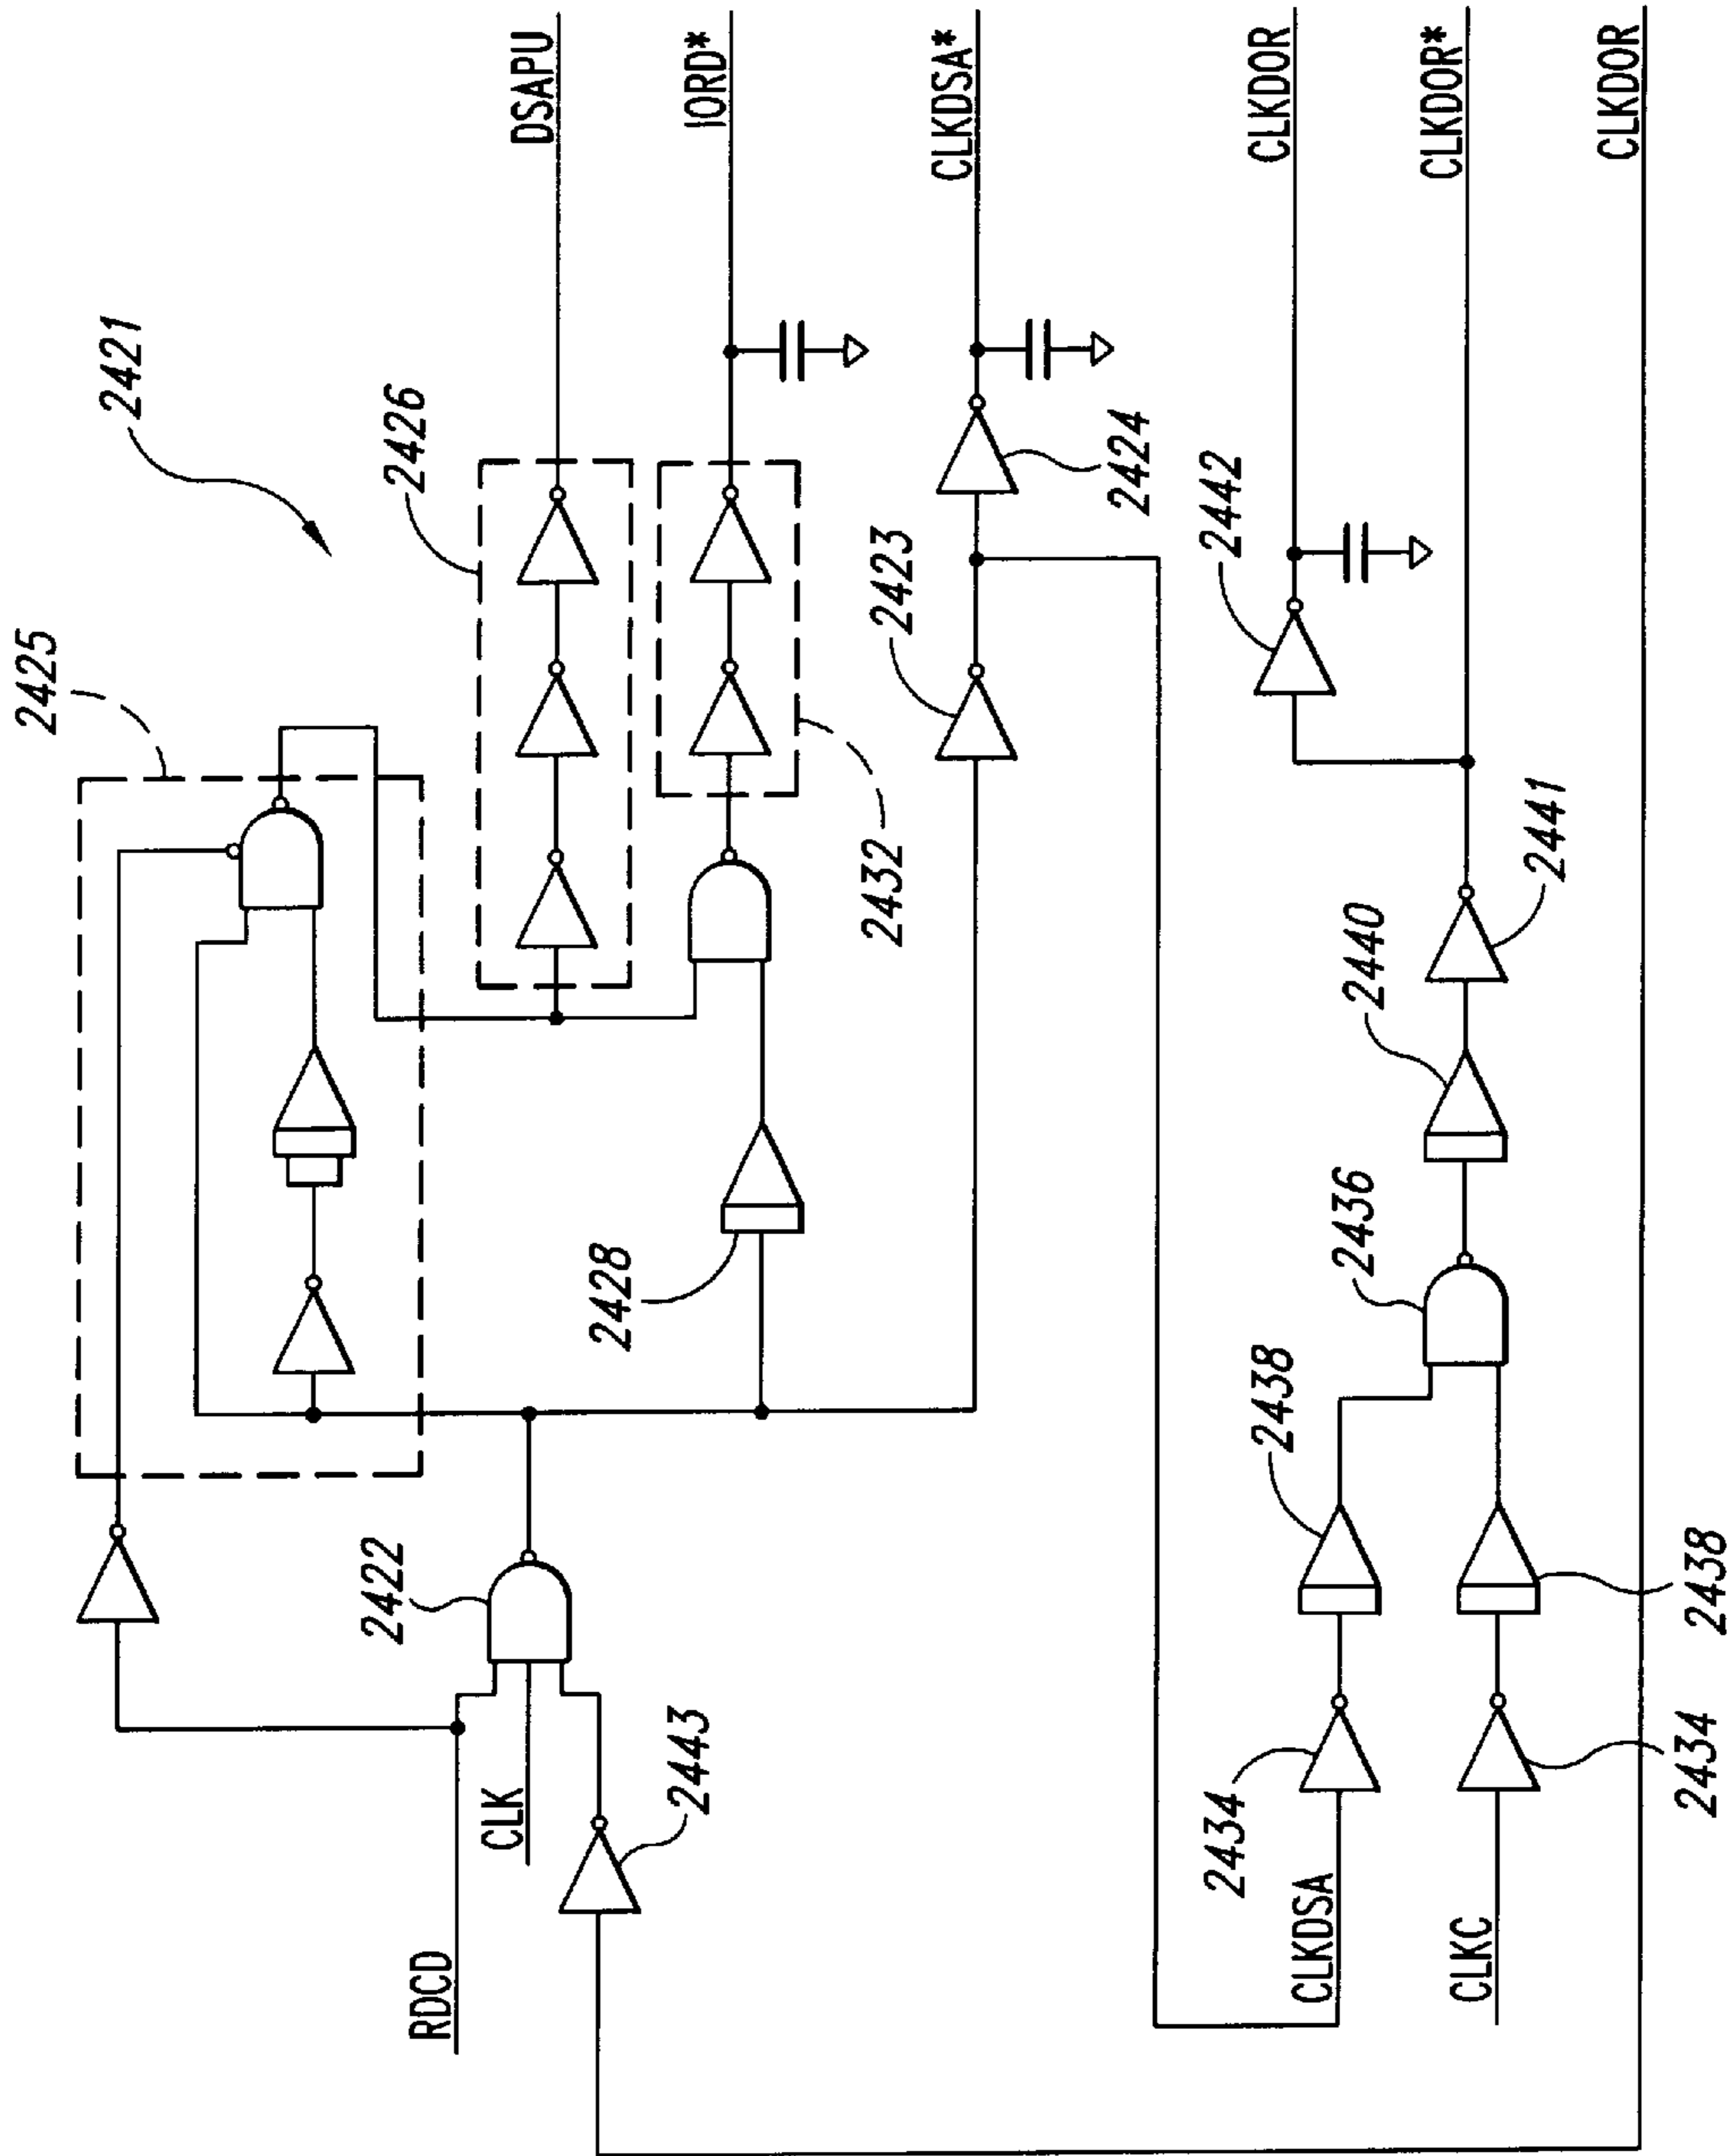 2421
2425
2426
DSAPU
IORD*
CLKDSA*
CLKDOR
CLKDOR*
CLKDOR
2432
2423
2424
2442
2428
2422
RDCD
CLK
2443
2438
2436
2440
2441
2434
CLKDSA
CLKC
2434
2438